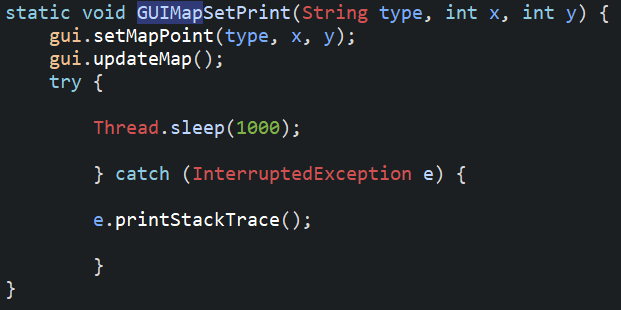 static void GUIMapSetPrint(String type, int x, int y) {
gui.setMapPoint(type, x, y);
gui.updateMap();
try {
Thread.sleep(1000);
} catch (InterruptedException e) {
e.printStackTrace();
}
}